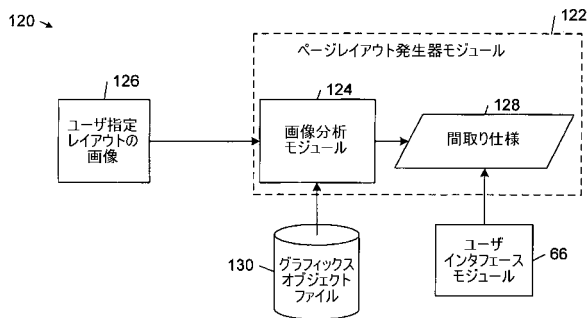 120
122
ページレイアウト発生器モジュール
126
124
128
ユーザ指定
レイアウトの
画像
画像分析
モジュール
間取り仕様
130
グラフィックス
オブジェクト
ファイル
ユーザ
インタフェース
モジュール
66